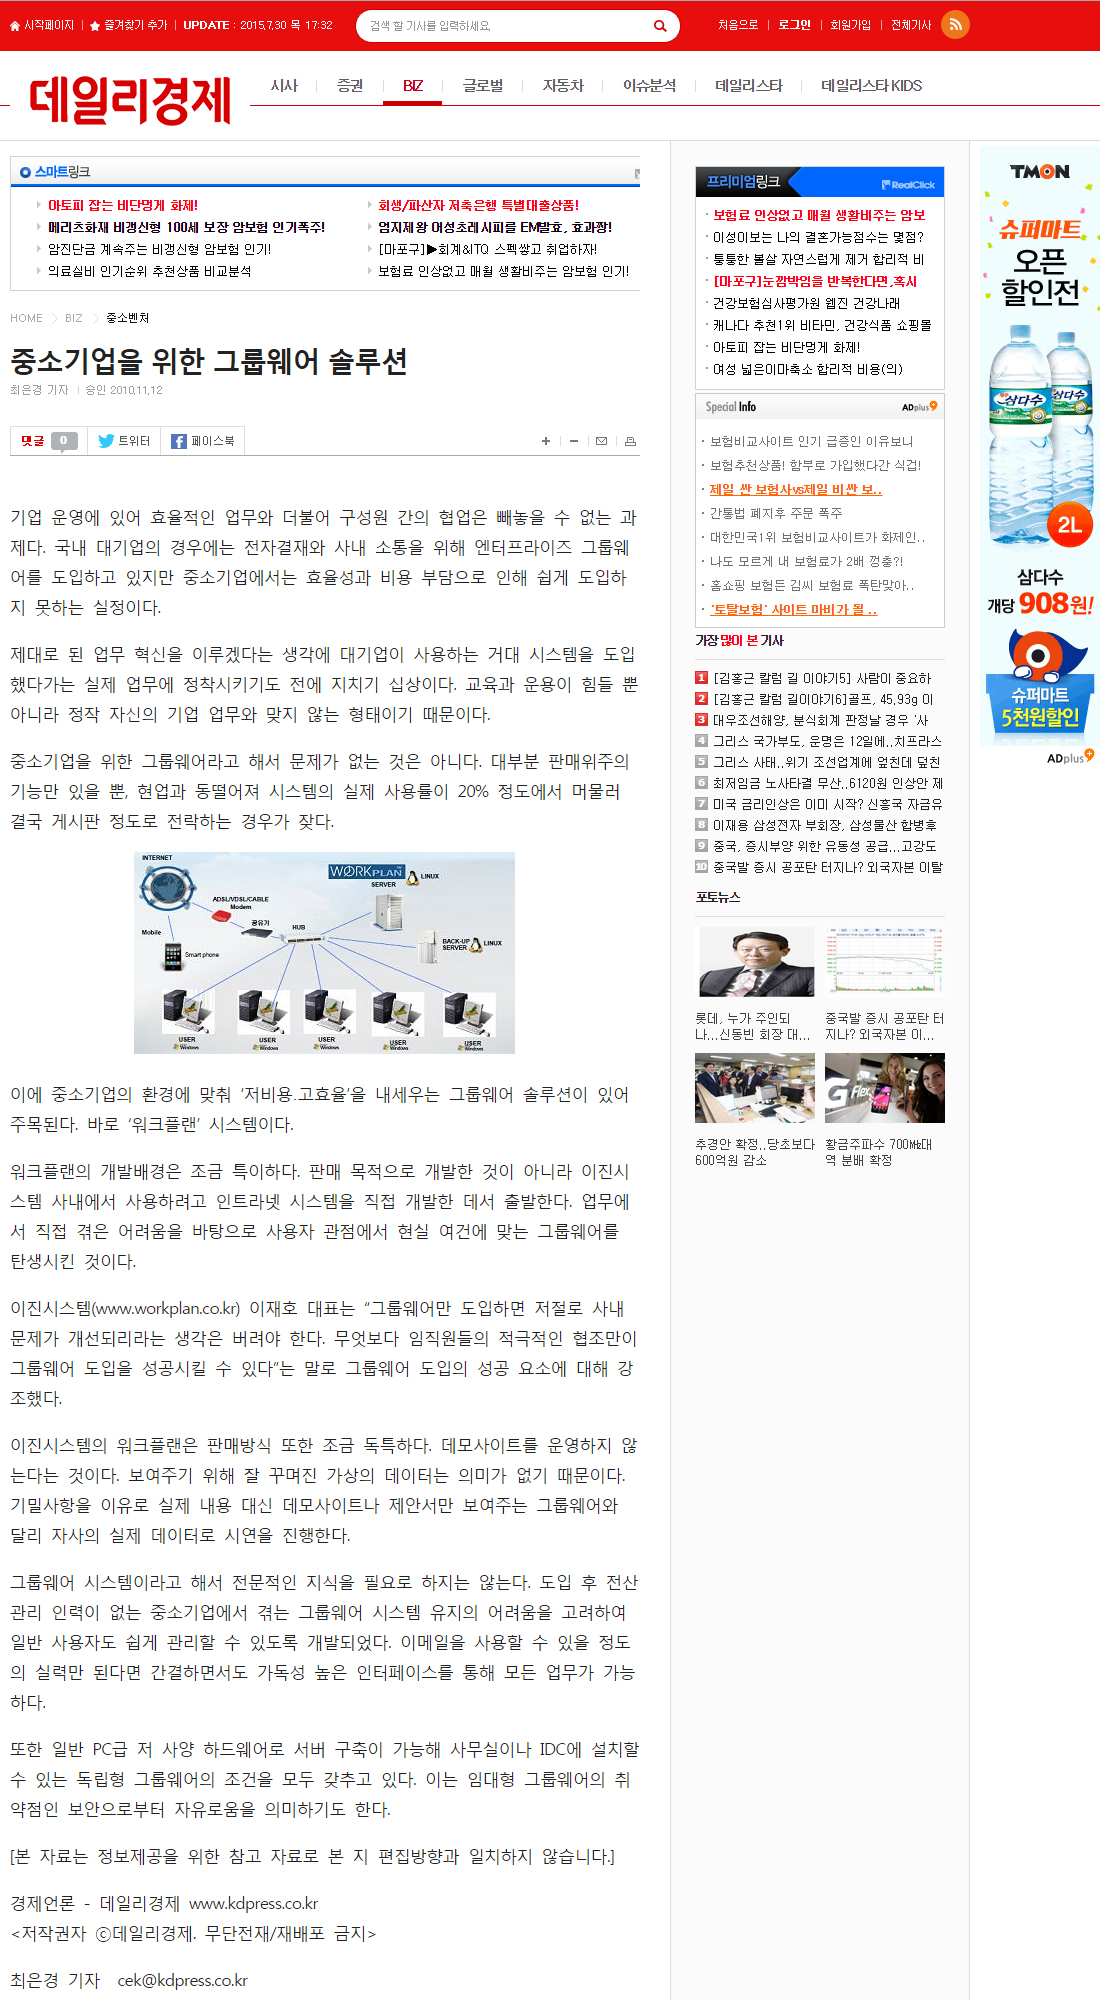 시작페이지 즐겨찾기 추가 UPDATE : 2015.7.30 목 17:32
검색 할 기사를 입력하세요.
처음으로 로그인 회원가입 전체기사
데일리경제
시사 증권 BIZ 글로벌 자동차 이슈분석 데일리스타 데일리스타 KIDS
스마트링크
아토피 잡는 비단멍게 화제!
회생/파산자 저축은행 특별대출상품!
메리츠화재 비갱신형 100세 보장 암보험 인기폭주!
엄지제왕 여성초레시피를 EM발효, 효과짱!
암진단금 계속주는 비갱신형 암보험 인기!
[마포구]▶회계&ITQ 스펙쌓고 취업하자!
의료실비 인기순위 추천상품 비교분석
보험료 인상없고 매월 생활비주는 암보험 인기!
HOME BIZ 중소벤처
중소기업을 위한 그룹웨어 솔루션
최은경 기자 | 승인 2010.11.12
댓글 0 트위터 페이스북
기업 운영에 있어 효율적인 업무와 더불어 구성원 간의 협업은 빼놓을 수 없는 과
제다. 국내 대기업의 경우에는 전자결재와 사내 소통을 위해 엔터프라이즈 그룹웨
어를 도입하고 있지만 중소기업에서는 효율성과 비용 부담으로 인해 쉽게 도입하
지 못하는 실정이다.
제대로 된 업무 혁신을 이루겠다는 생각에 대기업이 사용하는 거대 시스템을 도입
했다가는 실제 업무에 정착시키기도 전에 지치기 십상이다. 교육과 운용이 힘들 뿐
아니라 정작 자신의 기업 업무와 맞지 않는 형태이기 때문이다.
중소기업을 위한 그룹웨어라고 해서 문제가 없는 것은 아니다. 대부분 판매위주의
기능만 있을 뿐, 현업과 동떨어져 시스템의 실제 사용률이 20% 정도에서 머물러
결국 게시판 정도로 전락하는 경우가 잦다.
INTERNET
WORKPLAN
SERVER LINUX
ADSL/VDSL/CABLE
Modem
공유기
HUB
Mobile
Smart phone
BACK-UP
SERVER LINUX
USER USER USER USER USER
Windows Windows Windows Windows Windows
이에 중소기업의 환경에 맞춰 '저비용.고효율'을 내세우는 그룹웨어 솔루션이 있어
주목된다. 바로 '워크플랜' 시스템이다.
워크플랜의 개발배경은 조금 특이하다. 판매 목적으로 개발한 것이 아니라 이진시
스템 사내에서 사용하려고 인트라넷 시스템을 직접 개발한 데서 출발한다. 업무에
서 직접 겪은 어려움을 바탕으로 사용자 관점에서 현실 여건에 맞는 그룹웨어를
탄생시킨 것이다.
이진시스템(www.workplan.co.kr) 이재호 대표는 "그룹웨어만 도입하면 저절로 사내
문제가 개선되리라는 생각은 버려야 한다. 무엇보다 임직원들의 적극적인 협조만이
그룹웨어 도입을 성공시킬 수 있다"는 말로 그룹웨어 도입의 성공 요소에 대해 강
조했다.
이진시스템의 워크플랜은 판매방식 또한 조금 독특하다. 데모사이트를 운영하지 않
는다는 것이다. 보여주기 위해 잘 꾸며진 가상의 데이터는 의미가 없기 때문이다.
기밀사항을 이유로 실제 내용 대신 데모사이트나 제안서만 보여주는 그룹웨어와
달리 자사의 실제 데이터로 시연을 진행한다.
그룹웨어 시스템이라고 해서 전문적인 지식을 필요로 하지는 않는다. 도입 후 전산
관리 인력이 없는 중소기업에서 겪는 그룹웨어 시스템 유지의 어려움을 고려하여
일반 사용자도 쉽게 관리할 수 있도록 개발되었다. 이메일을 사용할 수 있을 정도
의 실력만 된다면 간결하면서도 가독성 높은 인터페이스를 통해 모든 업무가 가능
하다.
또한 일반 PC급 저 사양 하드웨어로 서버 구축이 가능해 사무실이나 IDC에 설치할
수 있는 독립형 그룹웨어의 조건을 모두 갖추고 있다. 이는 임대형 그룹웨어의 취
약점인 보안으로부터 자유로움을 의미하기도 한다.
[본 자료는 정보제공을 위한 참고 자료로 본 지 편집방향과 일치하지 않습니다.]
경제언론 - 데일리경제 www.kdpress.co.kr
<저작권자 ⓒ데일리경제. 무단전재/재배포 금지>
최은경 기자 cek@kdpress.co.kr
프리미엄링크 RealClick
보험료 인상없고 매월 생활비주는 암보
이성이보는 나의 결혼가능점수는 몇점?
퉁퉁한 볼살 자연스럽게 제거 합리적 비
[마포구]눈깜박임을 반복한다면,혹시
건강보험심사평가원 웹진 건강나래
캐나다 추천1위 비타민, 건강식품 쇼핑몰
아토피 잡는 비단멍게 화제!
여성 넓은이마축소 합리적 비용(의)
Special Info ADplus
보험비교사이트 인기 급증인 이유보니
보험추천상품! 함부로 가입했다간 식겁!
제일 싼 보험사vs제일 비싼 보..
간통법 폐지후 주문 폭주
대한민국1위 보험비교사이트가 화제인..
나도 모르게 내 보험료가 2배 껑충?!
홈쇼핑 보험든 김씨 보험료 폭탄맞아..
'토탈보험' 사이트 마비가 될 ..
가장 많이 본 기사
1 [김홍근 칼럼 길 이야기5] 사람이 중요하
2 [김홍근 칼럼 길이야기6]골프, 45.93g 이
3 대우조선해양, 분식회계 판정날 경우 '사
4 그리스 국가부도, 운명은 12일에..치프라스
5 그리스 사태..위기 조선업계에 엎친데 덮친
6 최저임금 노사타결 무산..6120원 인상안 제
7 미국 금리인상은 이미 시작? 신흥국 자금유
8 이재용 삼성전자 부회장, 삼성물산 합병후
9 중국, 증시부양 위한 유동성 공급...고강도
10 중국발 증시 공포탄 터지나? 외국자본 이탈
포토뉴스
롯데, 누가 주인되
나...신동빈 회장 대...
중국발 증시 공포탄 터
지나? 외국자본 이...
G Flex
추경안 확정..당초보다
600억원 감소
황금주파수 700㎒대
역 분배 확정
TMON
슈퍼마트
오픈
할인전
삼다수
2L
삼다수
개당 908원!
슈퍼마트
5천원할인
ADplus